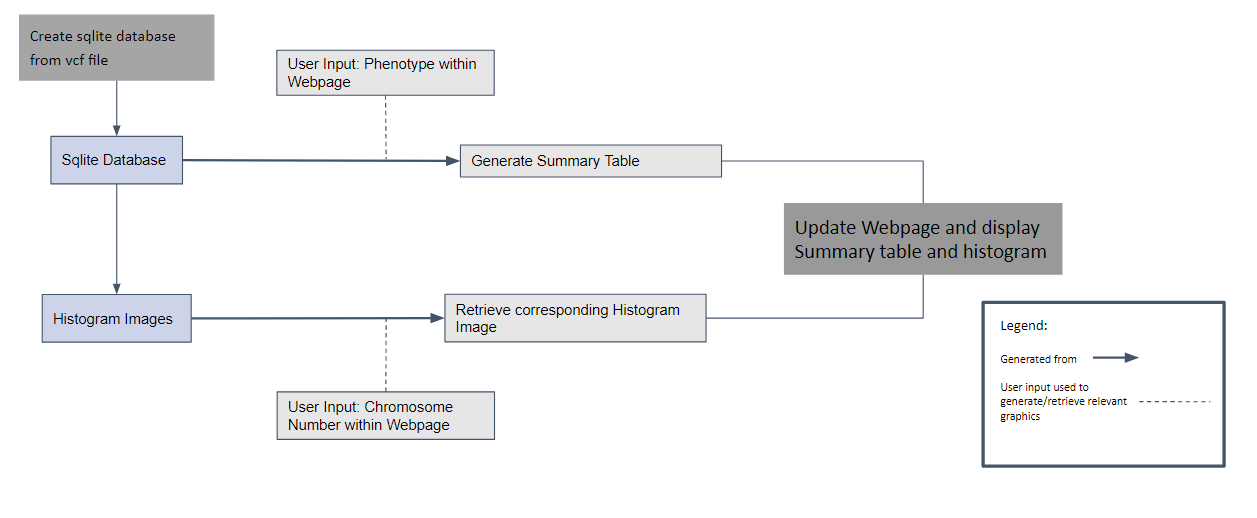 Create sqlite database
from vcf file
User Input: Phenotype within
Webpage
Sqlite Database
Generate Summary Table
Update Webpage and display
Summary table and histogram
Histogram Images
Retrieve corresponding Histogram
Image
User Input: Chromosome
Number within Webpage
Legend:
Generated from
User input used to
generate/retrieve relevant
graphics